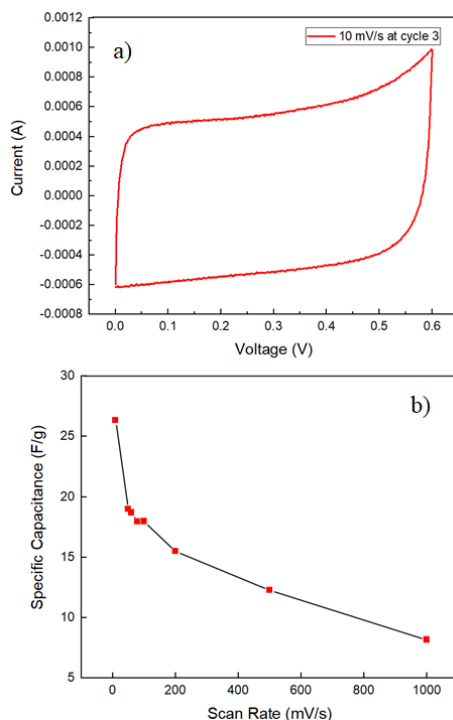 a)
10 mV/s at cycle 3
0.0012
0.0010
0.0008
0.0006
0.0004
0.0002
0.0000
-0.0002
-0.0004
-0.0006
-0.0008
Current (A)
0.0 0.1 0.2 0.3 0.4 0.5 0.6
Voltage (V)
b)
30
25
20
15
10
5
Specific Capacitance (F/g)
0 200 400 600 800 1000
Scan Rate (mV/s)